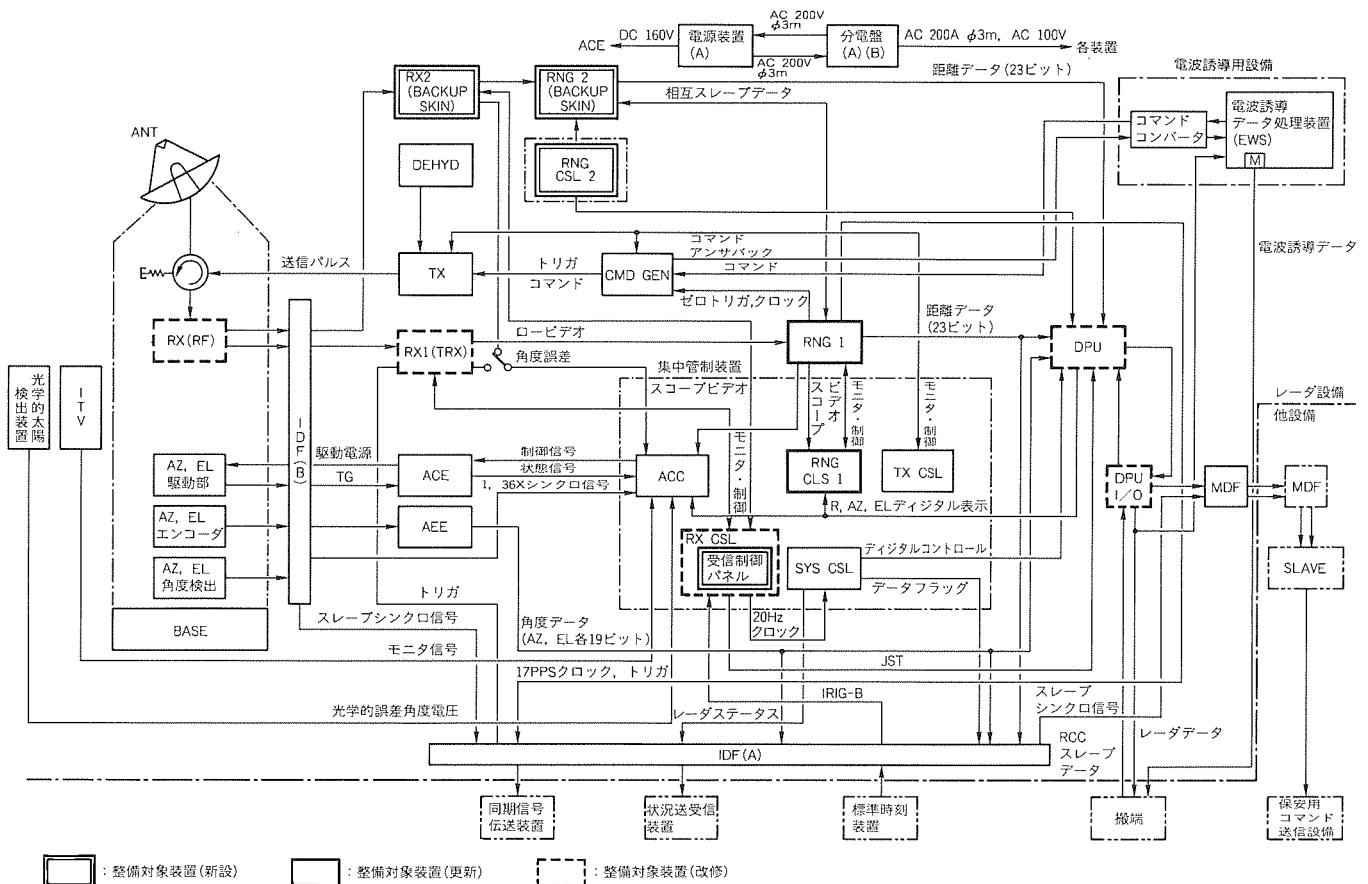 AC 200V
φ3m
DC 160V
ACE
電源装置
(A)
分電盤
(A)(B)
AC 200A φ3m, AC 100V
各装置
AC 200V
φ3m
RX2
(BACKUP
SKIN)
RNG 2
(BACKUP
SKIN)
距離データ(23ビット)
相互スレーブデータ
電波誘導用設備
コマンド
コンバータ
電波誘導
データ処理装置
(EWS)
M
ANT
DEHYD
RNG
CSL 2
コマンド
アンサバック
コマンド
電波誘導データ
E
送信パルス
TX
トリガ
コマンド
CMD GEN
ゼロトリガ,クロック
RX(RF)
RX1(TRX)
ロービデオ
角度誤差
RNG 1
距離データ
(23ビット)
DPU
集中管制装置
スコープビデオ
スコープ
ビデオ
モニタ・制御
モニタ・制御
モニタ・制御
レーダ設備
他設備
光学的太陽
検出装置
ITV
IDF(B)
AZ, EL
駆動部
駆動電源
TG
ACE
制御信号
状態信号
1, 36Xシンクロ信号
ACC
RNG
CLS 1
TX CSL
DPU
I/O
MDF
MDF
AZ, EL
エンコーダ
AEE
R, AZ, ELディジタル表示
AZ, EL
角度検出
RX CSL
受信制御
パネル
SYS CSL
ディジタルコントロール
データフラッグ
SLAVE
BASE
トリガ
スレーブシンクロ信号
角度データ
(AZ, EL各19ビット)
20Hz
クロック
モニタ信号
JST
17PPSクロック, トリガ
IRIG-B
スレーブ
シンクロ信号
光学的誤差角度電圧
レーダステータス
RCC
スレーブ
データ
レーダデータ
IDF(A)
同期信号
伝送装置
状況送受信
装置
標準時刻
装置
搬端
保安用
コマンド
送信設備
：整備対象装置(新設)
：整備対象装置(更新)
：整備対象装置(改修)